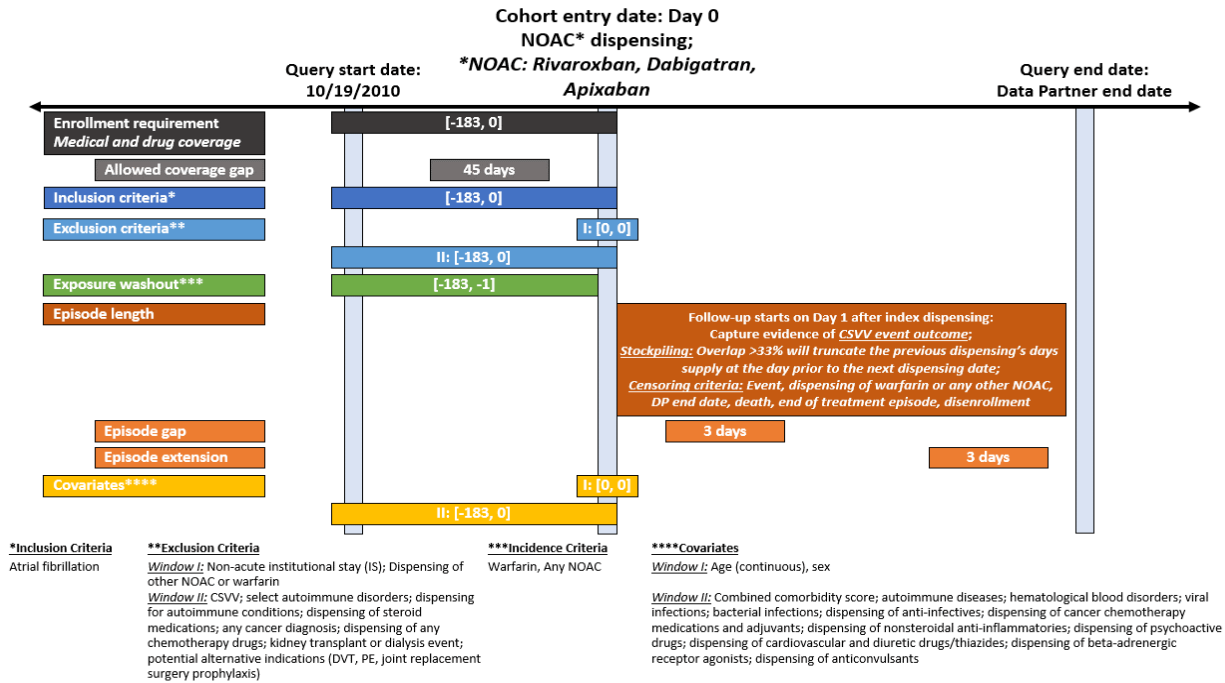 Cohort entry date: Day 0
NOAC* dispensing;
*NOAC: Rivaroxban, Dabigatran,
Apixaban
Query start date:
10/19/2010
Query end date:
Data Partner end date
Enrollment requirement
Medical and drug coverage
[-183, 0]
Allowed coverage gap
45 days
Inclusion criteria*
[-183, 0]
Exclusion criteria**
I: [0, 0]
II: [-183, 0]
Exposure washout***
[-183, -1]
Episode length
Follow-up starts on Day 1 after index dispensing:
Capture evidence of CSVV event outcome;
Stockpiling: Overlap >33% will truncate the previous dispensing's days
supply at the day prior to the next dispensing date;
Censoring criteria: Event, dispensing of warfarin or any other NOAC,
DP end date, death, end of treatment episode, disenrollment
Episode gap
3 days
Episode extension
3 days
Covariates****
I: [0, 0]
II: [-183, 0]
*Inclusion Criteria
Atrial fibrillation
**Exclusion Criteria
Window I: Non-acute institutional stay (IS); Dispensing of
other NOAC or warfarin
Window II: CSVV; select autoimmune disorders; dispensing
for autoimmune conditions; dispensing of steroid
medications; any cancer diagnosis; dispensing of any
chemotherapy drugs; kidney transplant or dialysis event;
potential alternative indications (DVT, PE, joint replacement
surgery prophylaxis)
***Incidence Criteria
Warfarin, Any NOAC
****Covariates
Window I: Age (continuous), sex
Window II: Combined comorbidity score; autoimmune diseases; hematological blood disorders; viral
infections; bacterial infections; dispensing of anti-infectives; dispensing of cancer chemotherapy
medications and adjuvants; dispensing of nonsteroidal anti-inflammatories; dispensing of psychoactive
drugs; dispensing of cardiovascular and diuretic drugs/thiazides; dispensing of beta-adrenergic
receptor agonists; dispensing of anticonvulsants